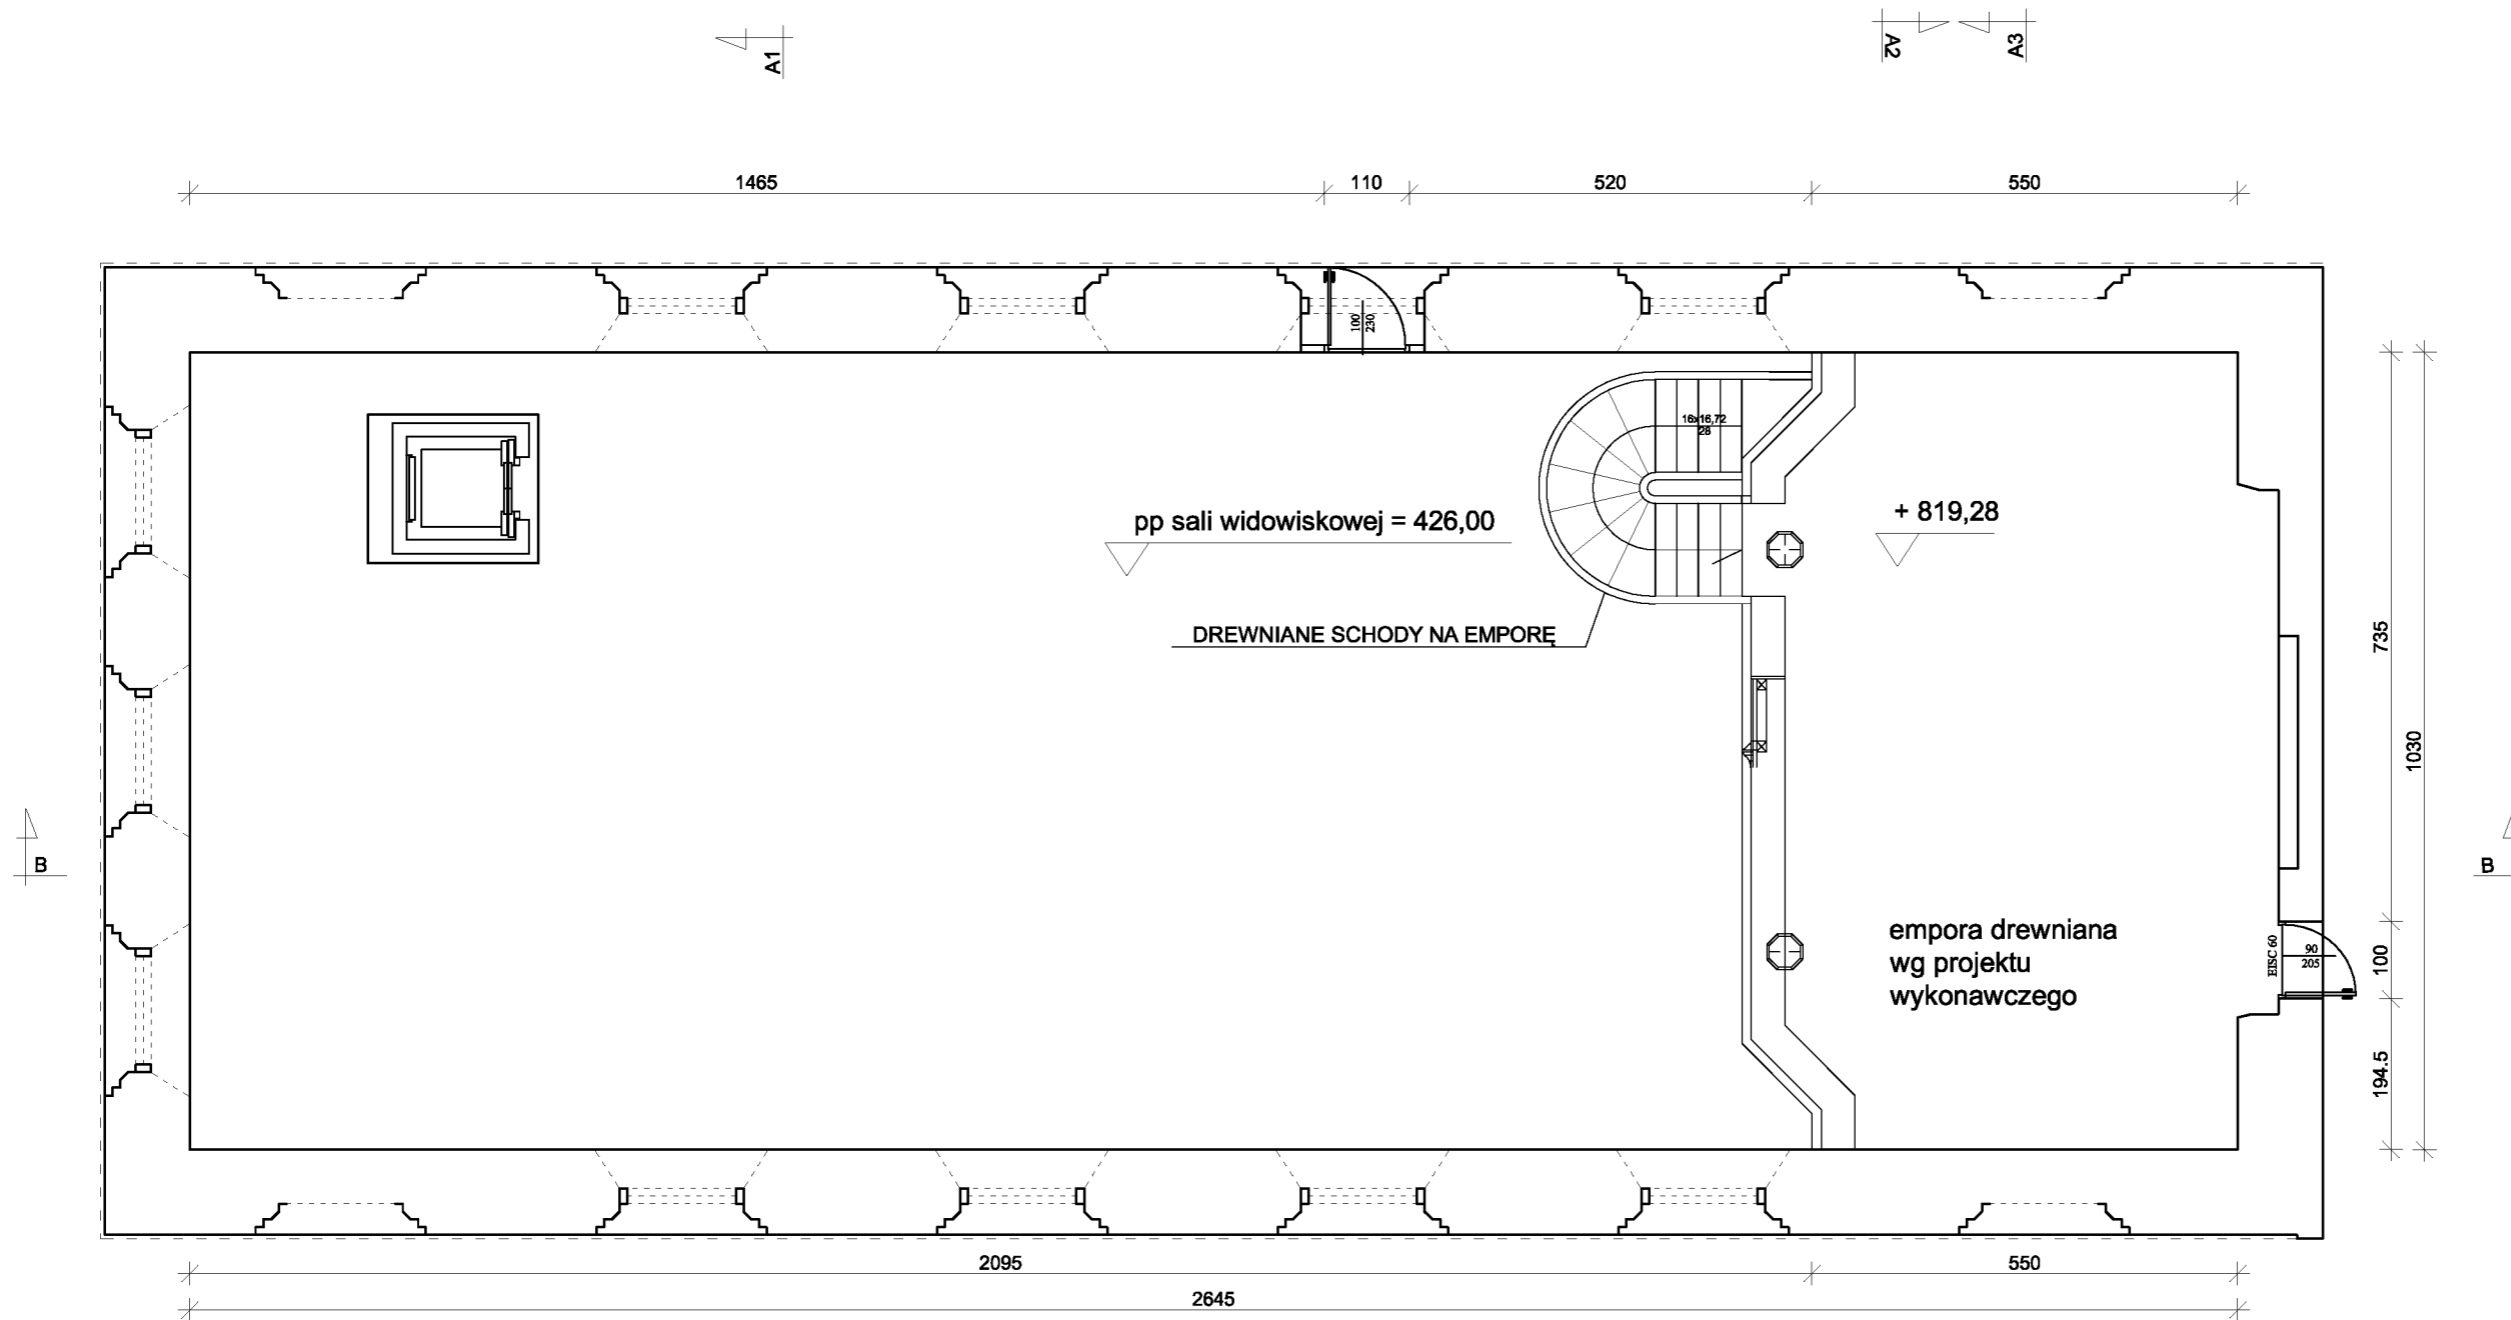 A1
A2
A3
1465
110
520
550
100
230
16x16,72
28
pp sali widowiskowej = 426,00
+ 819,28
DREWNIANE SCHODY NA EMPORĘ
735
1030
B
B
empora drewniana
wg projektu
wykonawczego
EISC 60
90
205
100
194.5
2095
550
2645